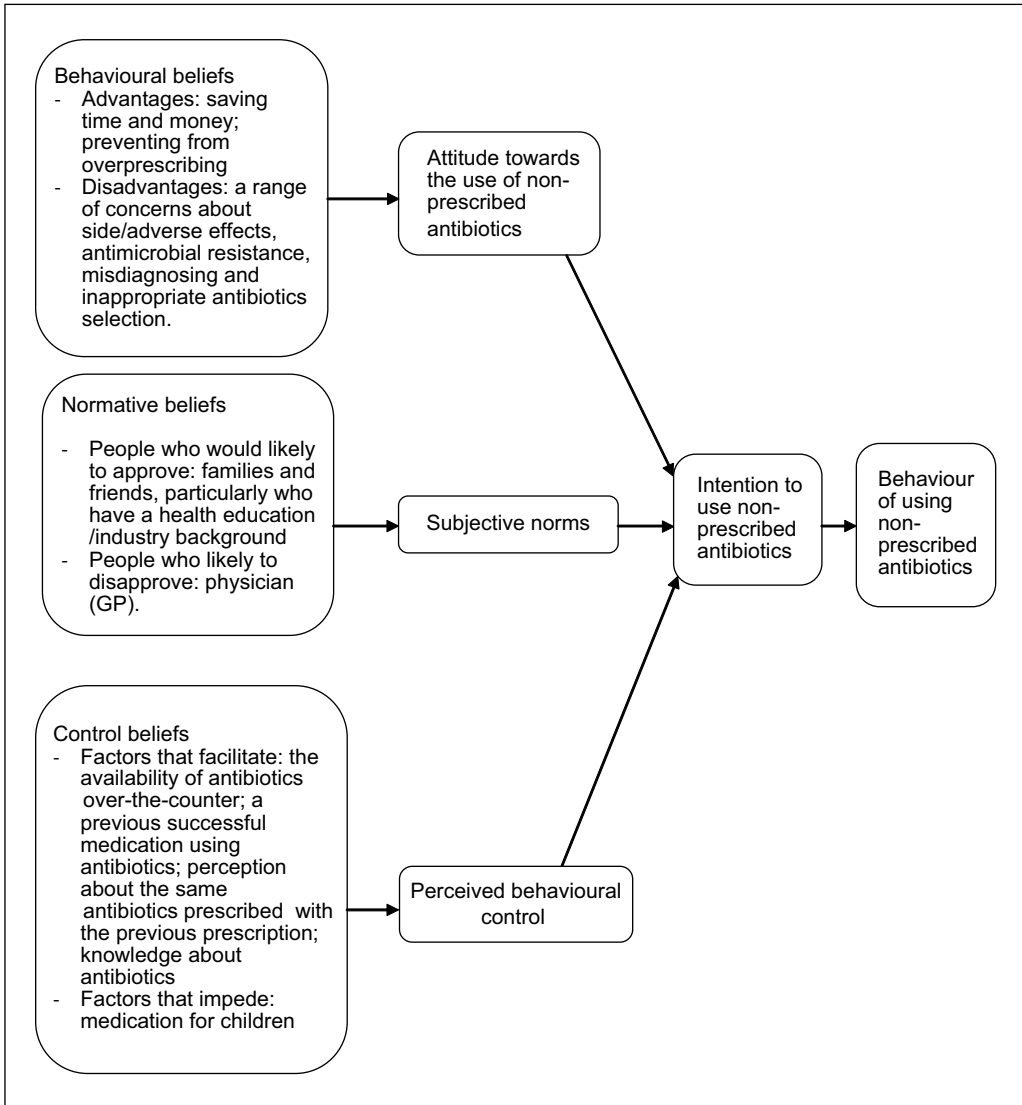 Behavioural beliefs
- Advantages: saving
time and money;
preventing from
overprescribing
- Disadvantages: a range
of concerns about
side/adverse effects,
antimicrobial resistance,
misdiagnosing and
inappropriate antibiotics
selection.
Attitude towards
the use of non-
prescribed
antibiotics
Normative beliefs
- People who would likely
to approve: families and
friends, particularly who
have a health education
/industry background
- People who likely to
disapprove: physician
(GP).
Subjective norms
Intention to
use non-
prescribed
antibiotics
Behaviour
of using
non-
prescribed
antibiotics
Control beliefs
- Factors that facilitate: the
availability of antibiotics
over-the-counter; a
previous successful
medication using
antibiotics; perception
about the same
antibiotics prescribed with
the previous prescription;
knowledge about
antibiotics
- Factors that impede:
medication for children
Perceived behavioural
control